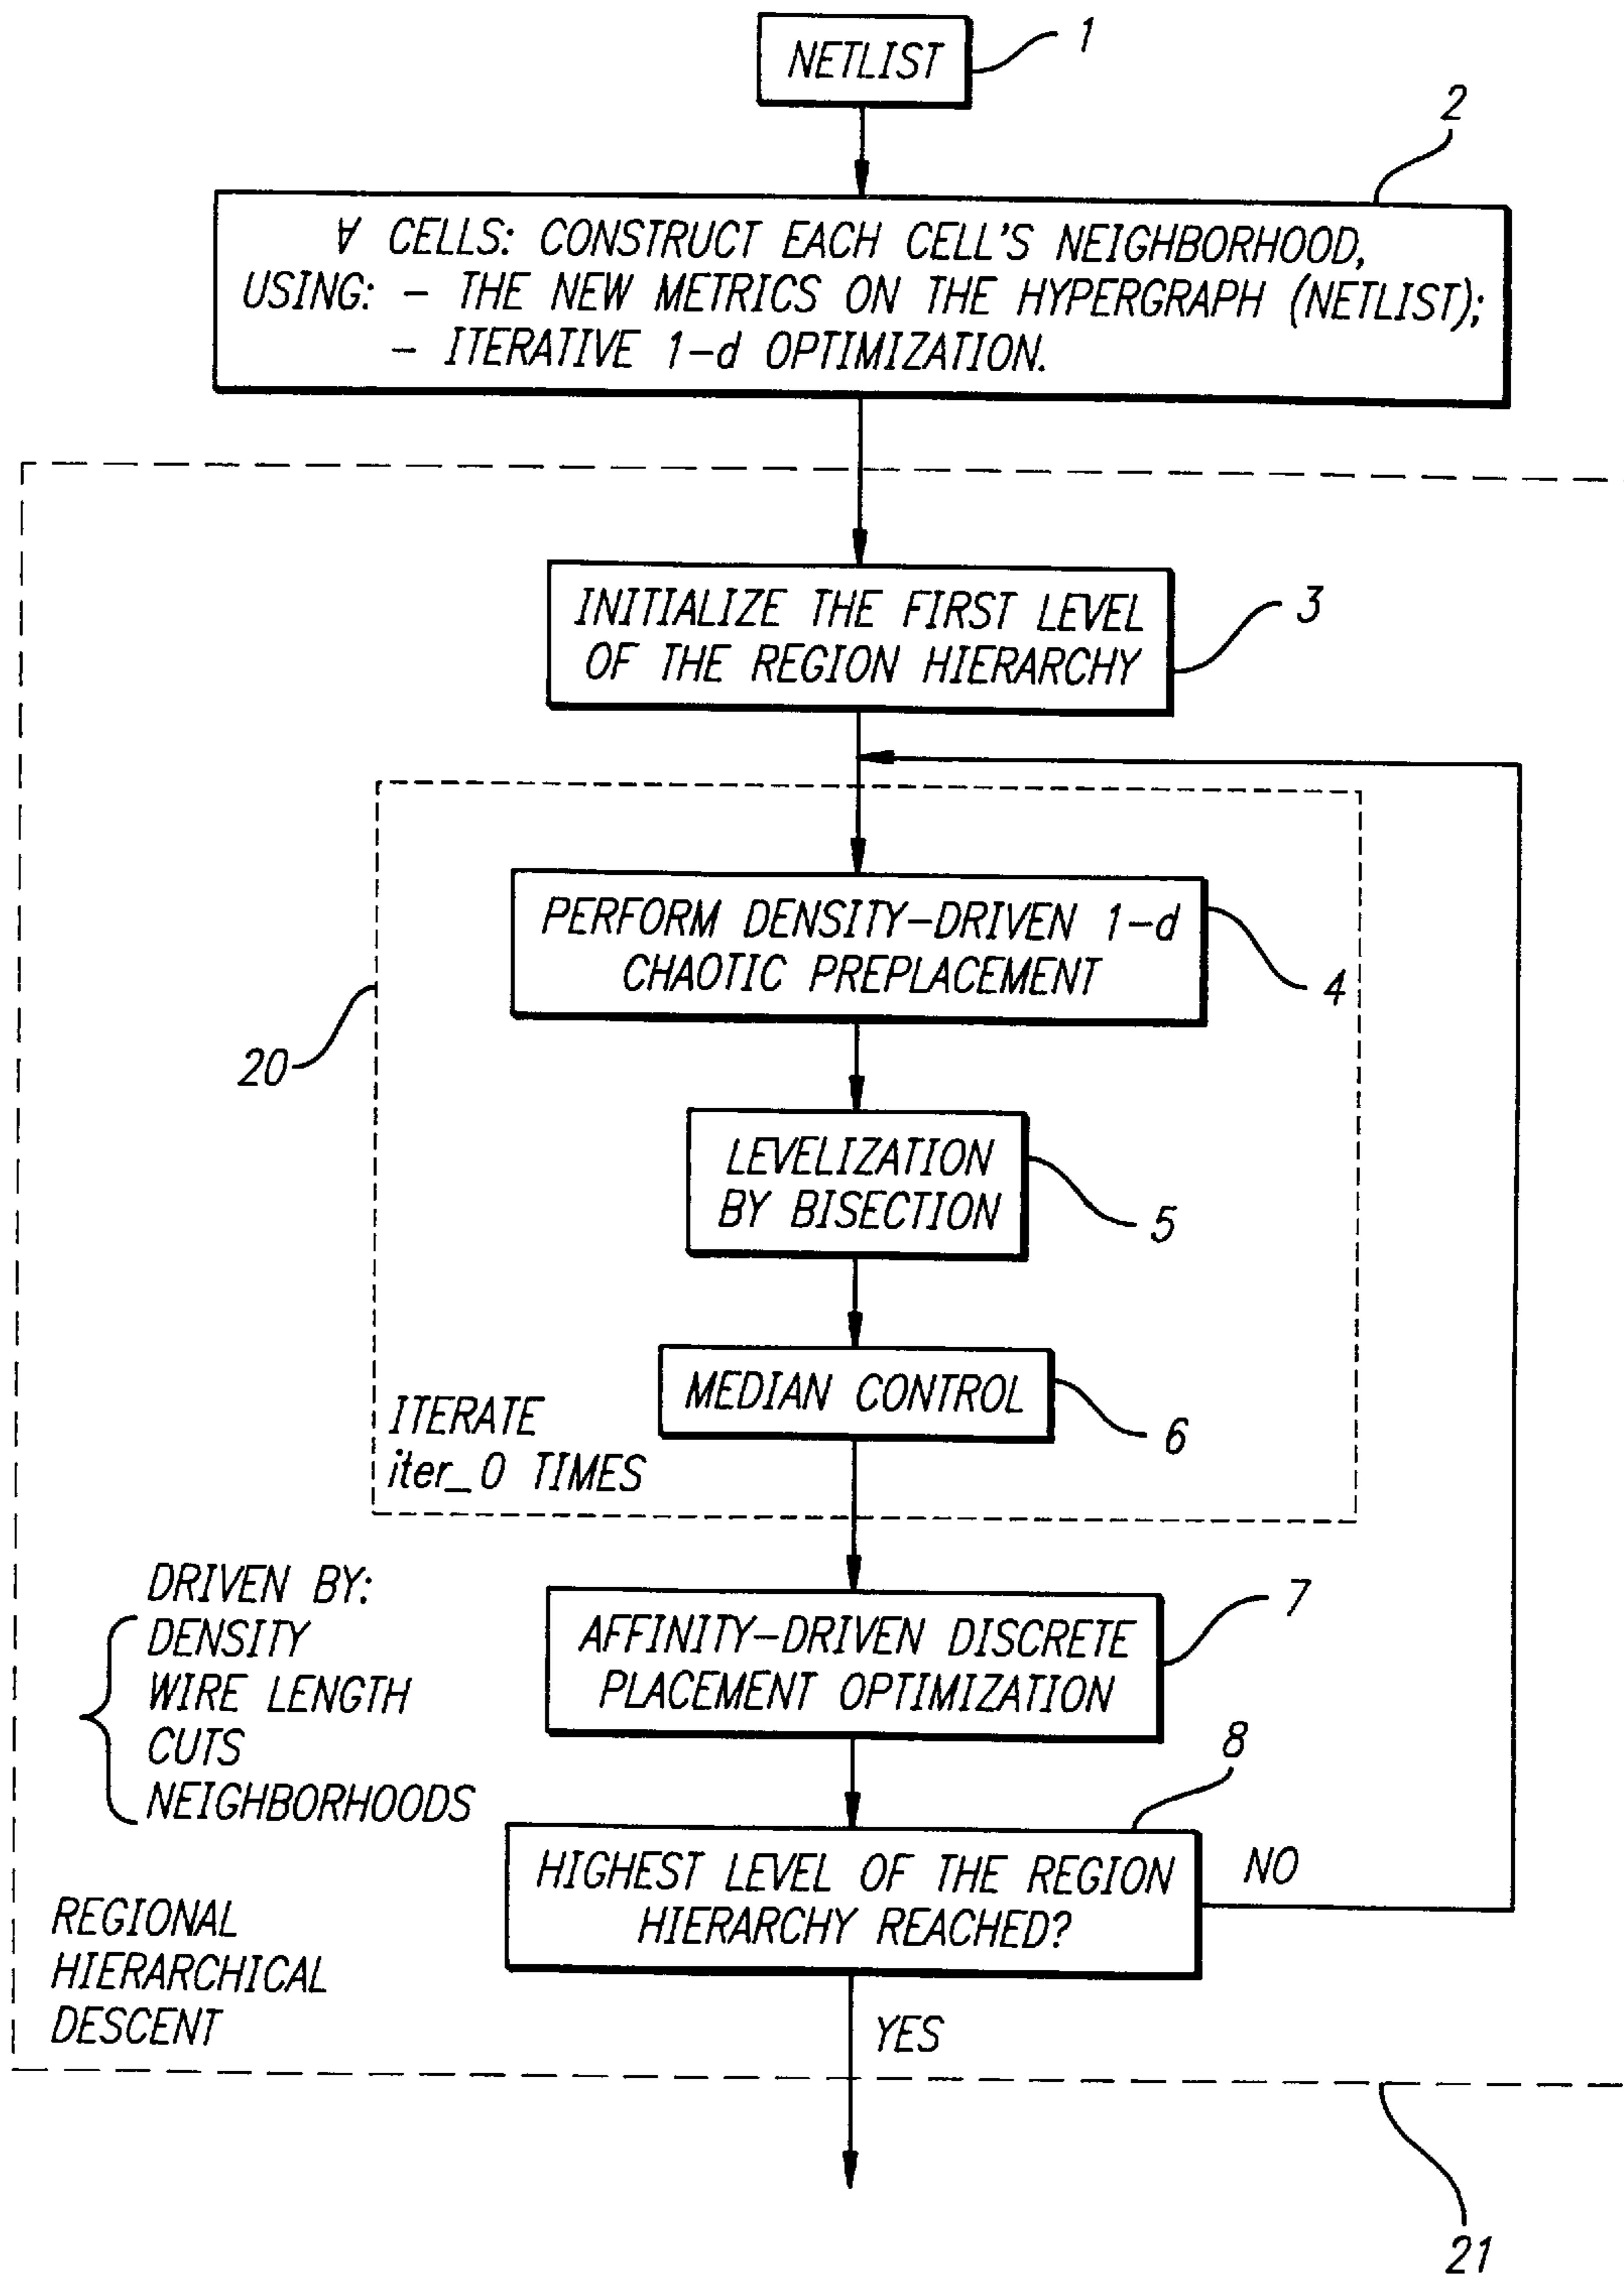 NETLIST
1
2
∀ CELLS: CONSTRUCT EACH CELL'S NEIGHBORHOOD,
USING: – THE NEW METRICS ON THE HYPERGRAPH (NETLIST);
– ITERATIVE 1-d OPTIMIZATION.
INITIALIZE THE FIRST LEVEL
OF THE REGION HIERARCHY
3
PERFORM DENSITY-DRIVEN 1-d
CHAOTIC PREPLACEMENT
4
20
LEVELIZATION
BY BISECTION
5
MEDIAN CONTROL
6
ITERATE
iter_0 TIMES
DRIVEN BY:
DENSITY
WIRE LENGTH
CUTS
NEIGHBORHOODS
AFFINITY-DRIVEN DISCRETE
PLACEMENT OPTIMIZATION
7
8
HIGHEST LEVEL OF THE REGION
HIERARCHY REACHED?
NO
REGIONAL
HIERARCHICAL
DESCENT
YES
21